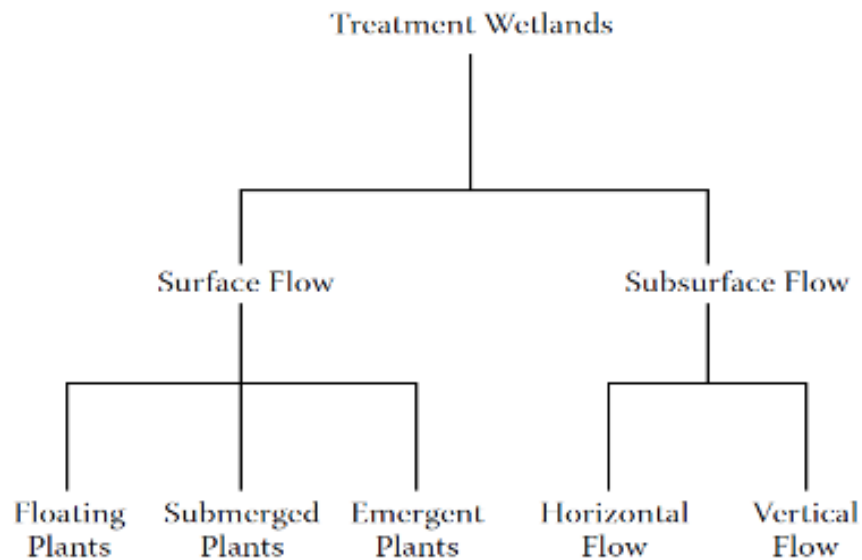 Treatment Wetlands
Surface Flow
Subsurface Flow
Floating
Plants
Submerged
Plants
Emergent
Plants
Horizontal
Flow
Vertical
Flow